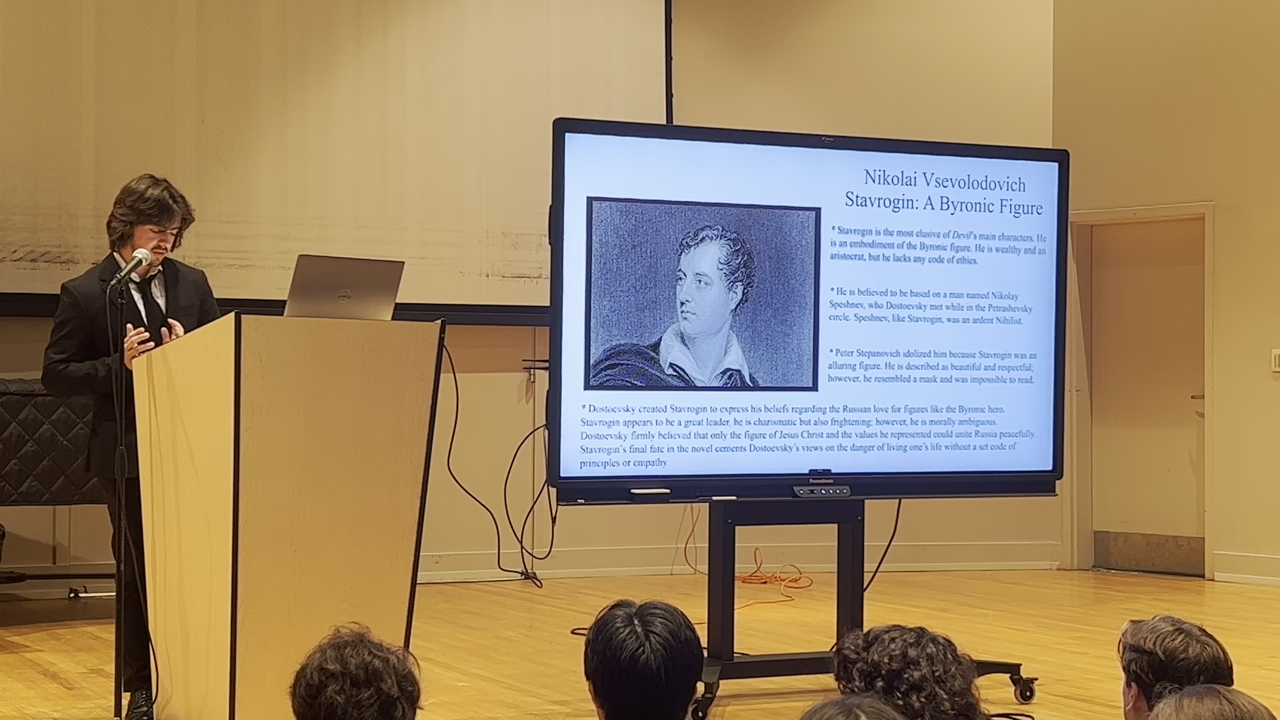 Nikolai Vsevolodovich
Stavrogin: A Byronic Figure
* Stavrogin is the most elusive of Devil's main characters. He
is an embodiment of the Byronic figure. He is wealthy and an
aristocrat, but he lacks any code of ethics.
* He is believed to be based on a man named Nikolay
Speshnev, who Dostoevsky met while in the Petrashevsky
circle. Speshnev, like Stavrogin, was an ardent Nihilist.
* Peter Stepanovich idolized him because Stavrogin was an
alluring figure. He is described as beautiful and respectful;
however, he resembled a mask and was impossible to read.
* Dostoevsky created Stavrogin to express his beliefs regarding the Russian love for figures like the Byronic hero.
Stavrogin appears to be a great leader, he is charismatic but also frightening; however, he is morally ambiguous.
Dostoevsky firmly believed that only the figure of Jesus Christ and the values he represented could unite Russia peacefully.
Stavrogin's final fate in the novel cements Dostoevsky's views on the danger of living one's life without a set code of
principles or empathy
Promethean
DELL